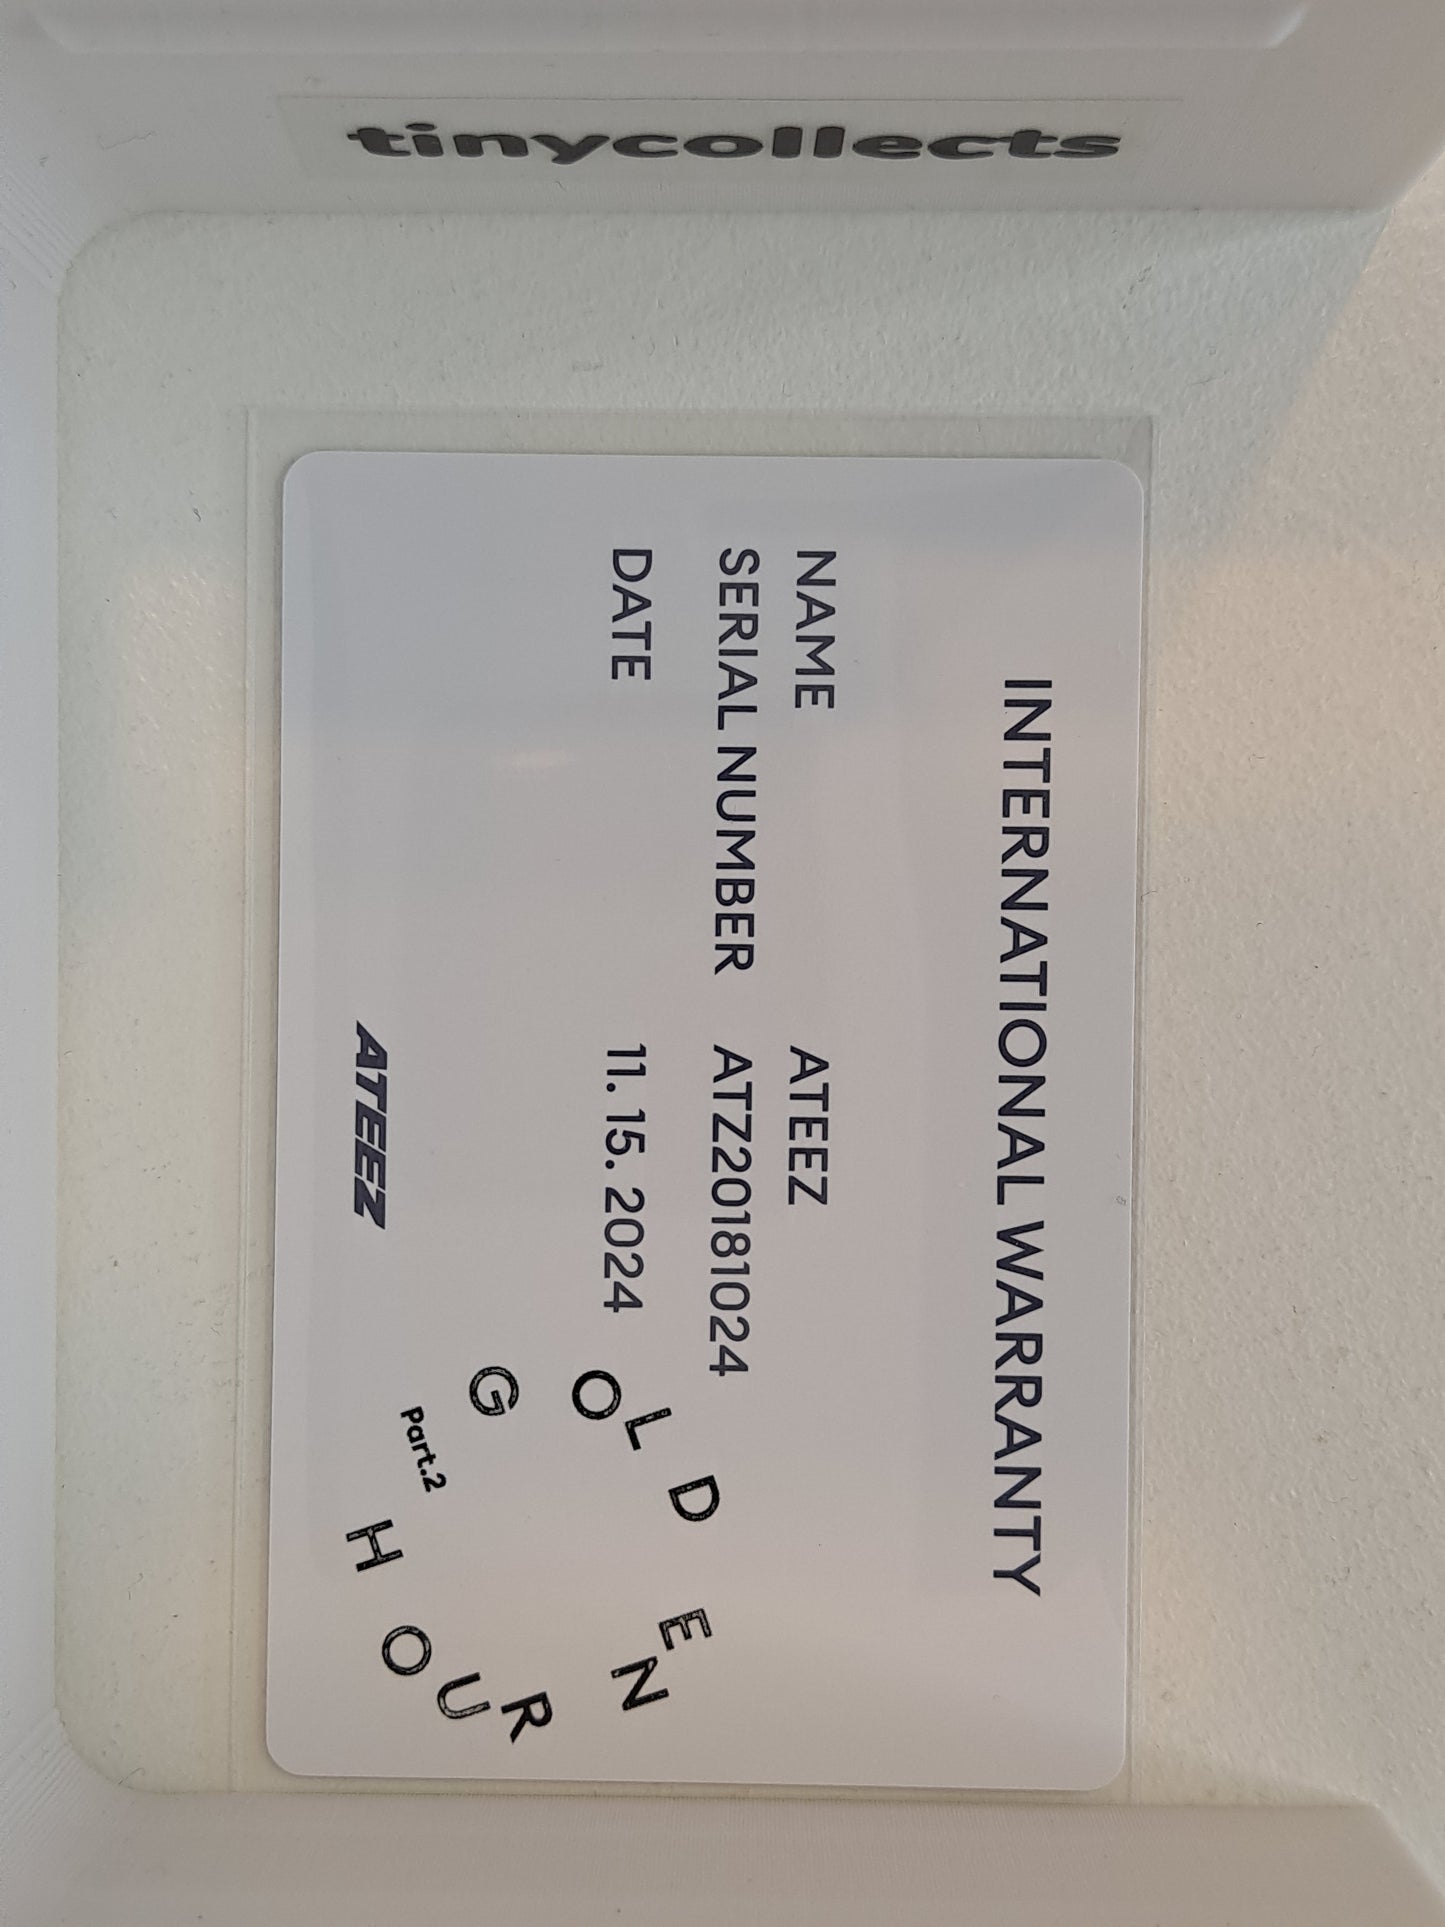 tinycollects
INTERNATIONAL WARRANTY
NAME ATEEZ
SERIAL NUMBER ATZ20181024
DATE 11. 15. 2024
GOLDEN
Part.2
HOUR
ATEEZ